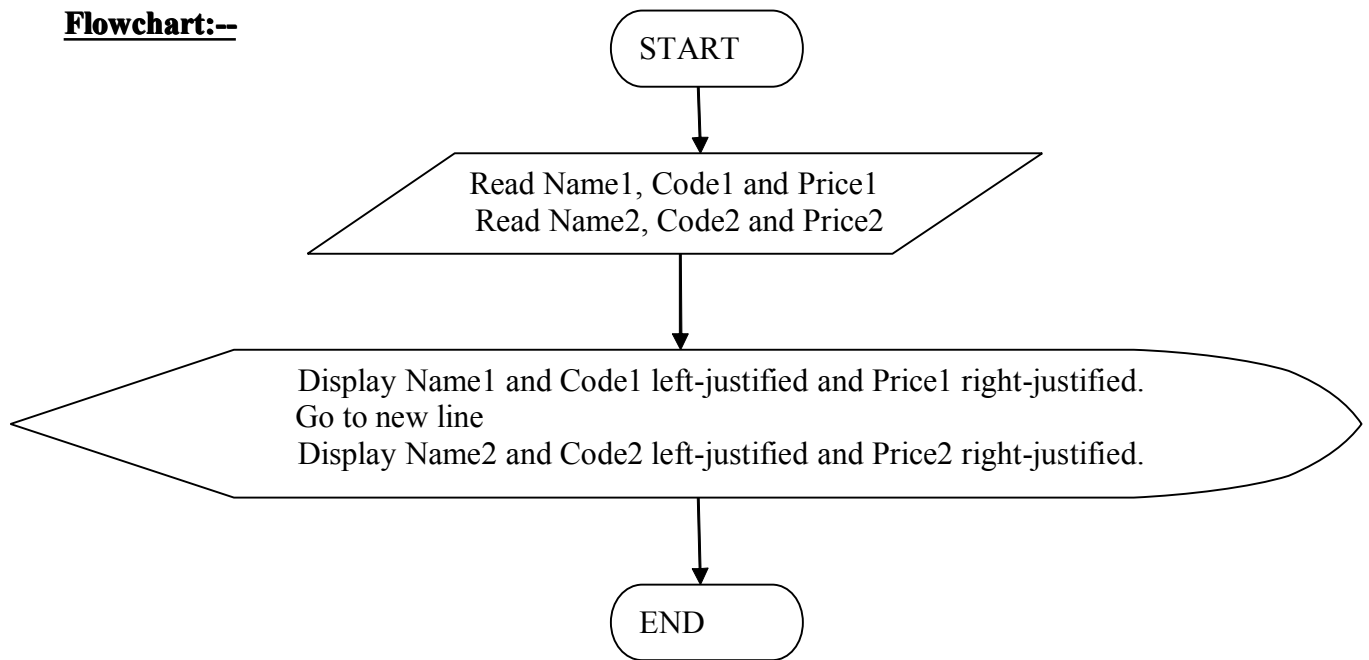 Flowchart:--
START
Read Name1, Code1 and Price1
Read Name2, Code2 and Price2
Display Name1 and Code1 left-justified and Price1 right-justified.
Go to new line
Display Name2 and Code2 left-justified and Price2 right-justified.
END